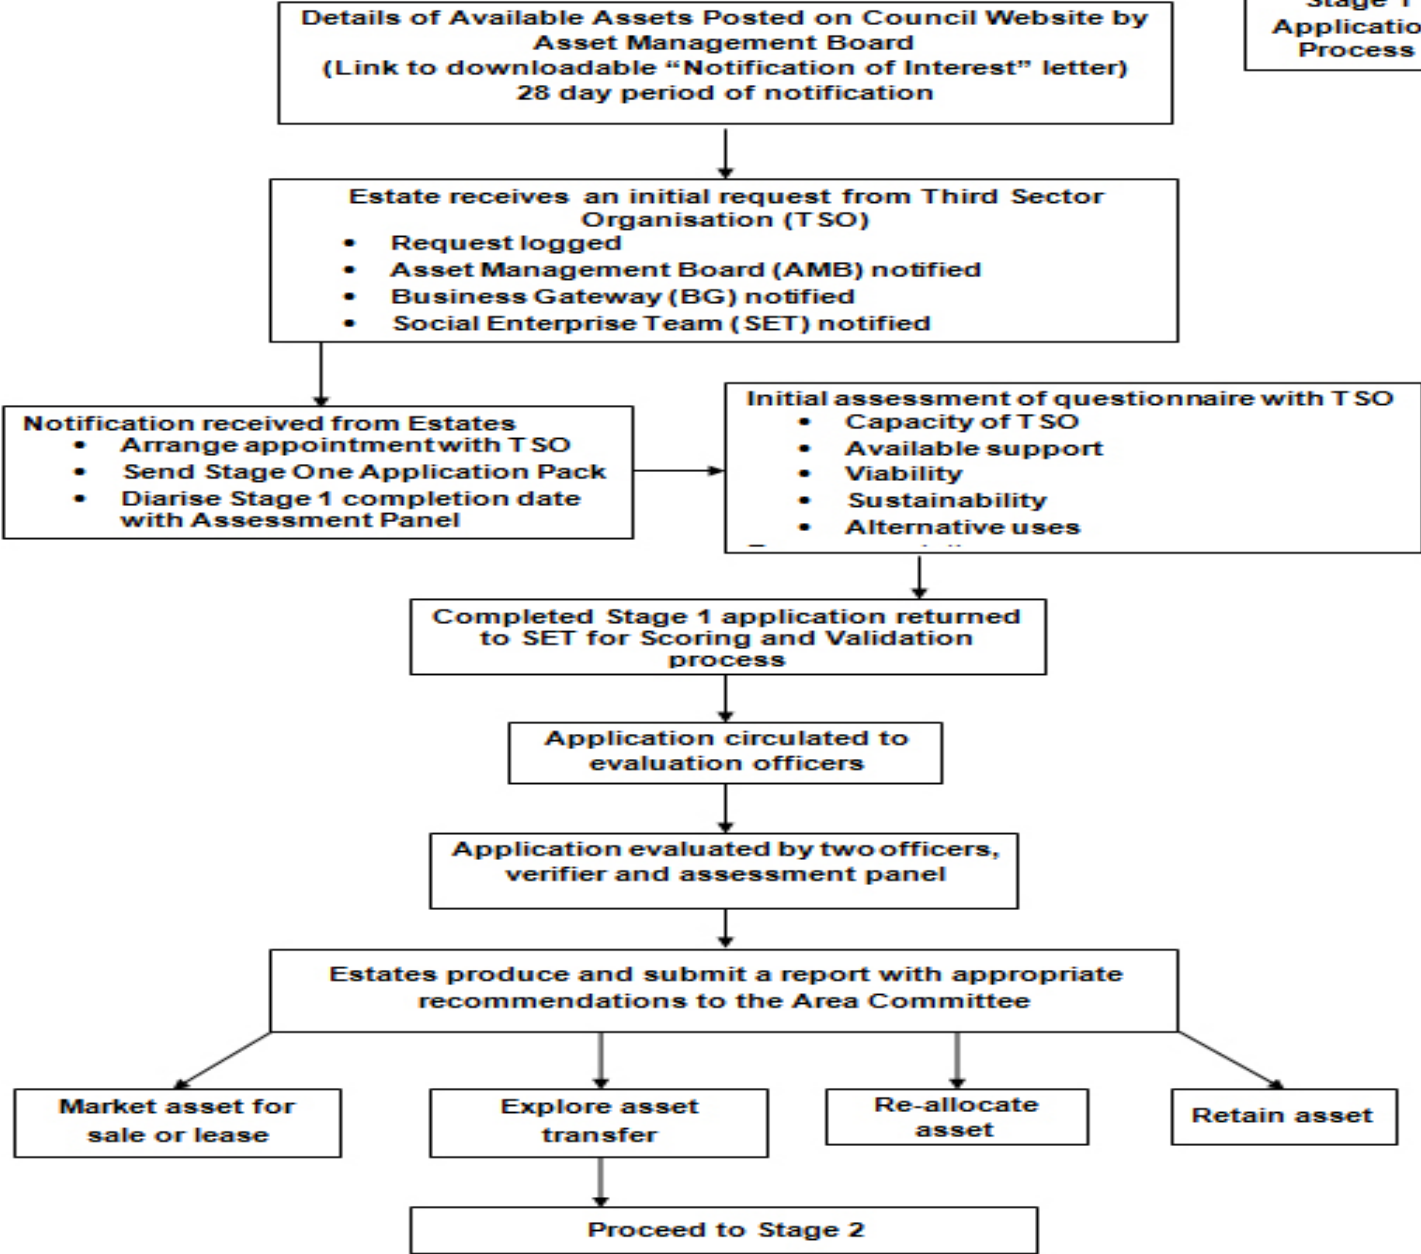 Details of Available Assets Posted on Council Website by
Asset Management Board
(Link to downloadable “Notification of Interest” letter)
28 day period of notification
Stage 1
Applicatio
Process
Estate receives an initial request from Third Sector
Organisation (TSO)
• Request logged
• Asset Management Board (AMB) notified
• Business Gateway (BG) notified
• Social Enterprise Team (SET) notified
Notification received from Estates
• Arrange appointment with TSO
• Send Stage One Application Pack
• Diarise Stage 1 completion date
with Assessment Panel
Initial assessment of questionnaire with TSO
• Capacity of TSO
• Available support
• Viability
• Sustainability
• Alternative uses
Completed Stage 1 application returned
to SET for Scoring and Validation
process
Application circulated to
evaluation officers
Application evaluated by two officers,
verifier and assessment panel
Estates produce and submit a report with appropriate
recommendations to the Area Committee
Market asset for
sale or lease
Explore asset
transfer
Re-allocate
asset
Retain asset
Proceed to Stage 2